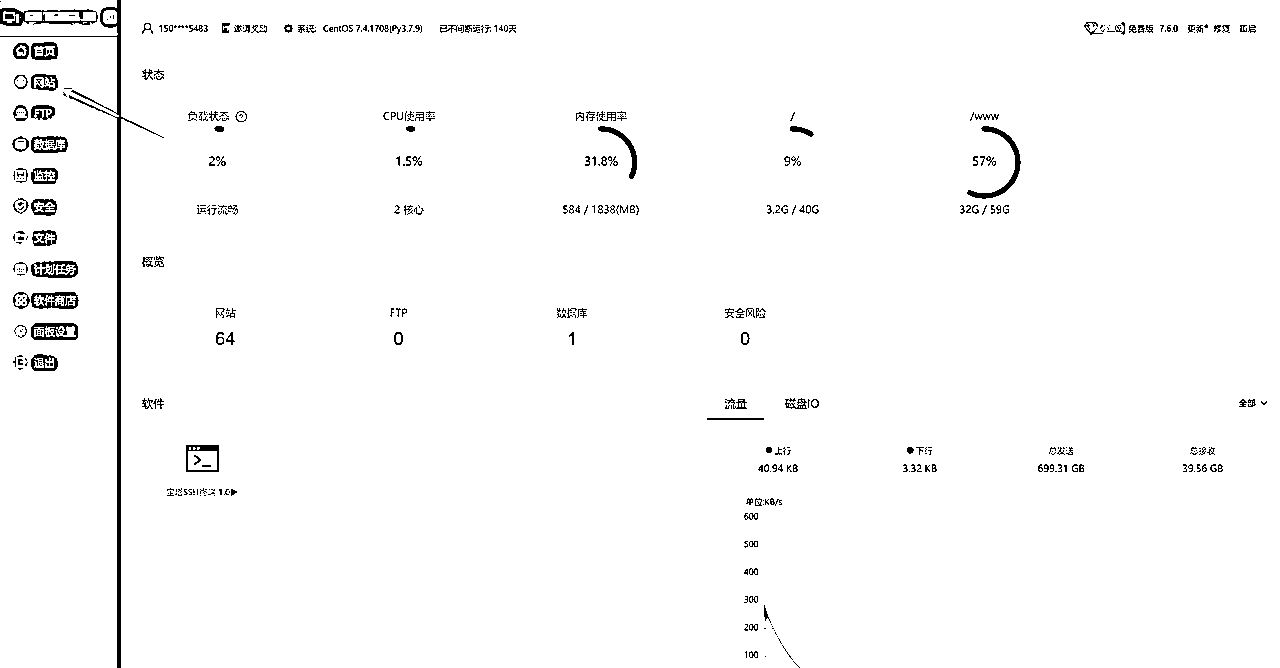 150****5483 邀请奖励 系统: CentOS 7.4.1708(Py3.7.9) 已不间断运行: 140天
免费版 7.6.0 更新 修复 重启
首页
网站
FTP
数据库
监控
安全
文件
计划任务
软件商店
面板设置
退出
状态
负载状态 CPU使用率 内存使用率 / /www
2% 1.5% 31.8% 9% 57%
运行流畅 2 核心 584 / 1838(MB) 3.2G / 40G 32G / 59G
概览
网站 FTP 数据库 安全风险
64 0 1 0
软件
流量 磁盘IO 全部
上行 下行 总发送 总接收
40.94 KB 3.32 KB 699.31 GB 39.56 GB
宝塔SSH终端 1.0
单位:KB/s
600
500
400
300
200
100